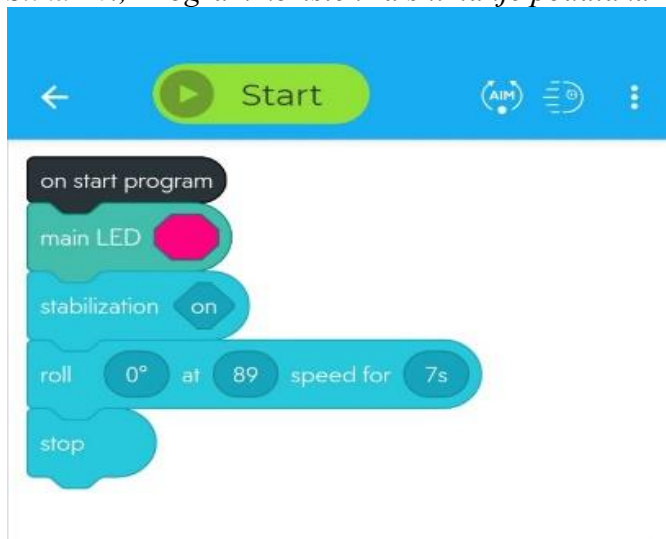 Start
AIM
on start program
main LED
stabilization on
roll 0° at 89 speed for 7s
stop